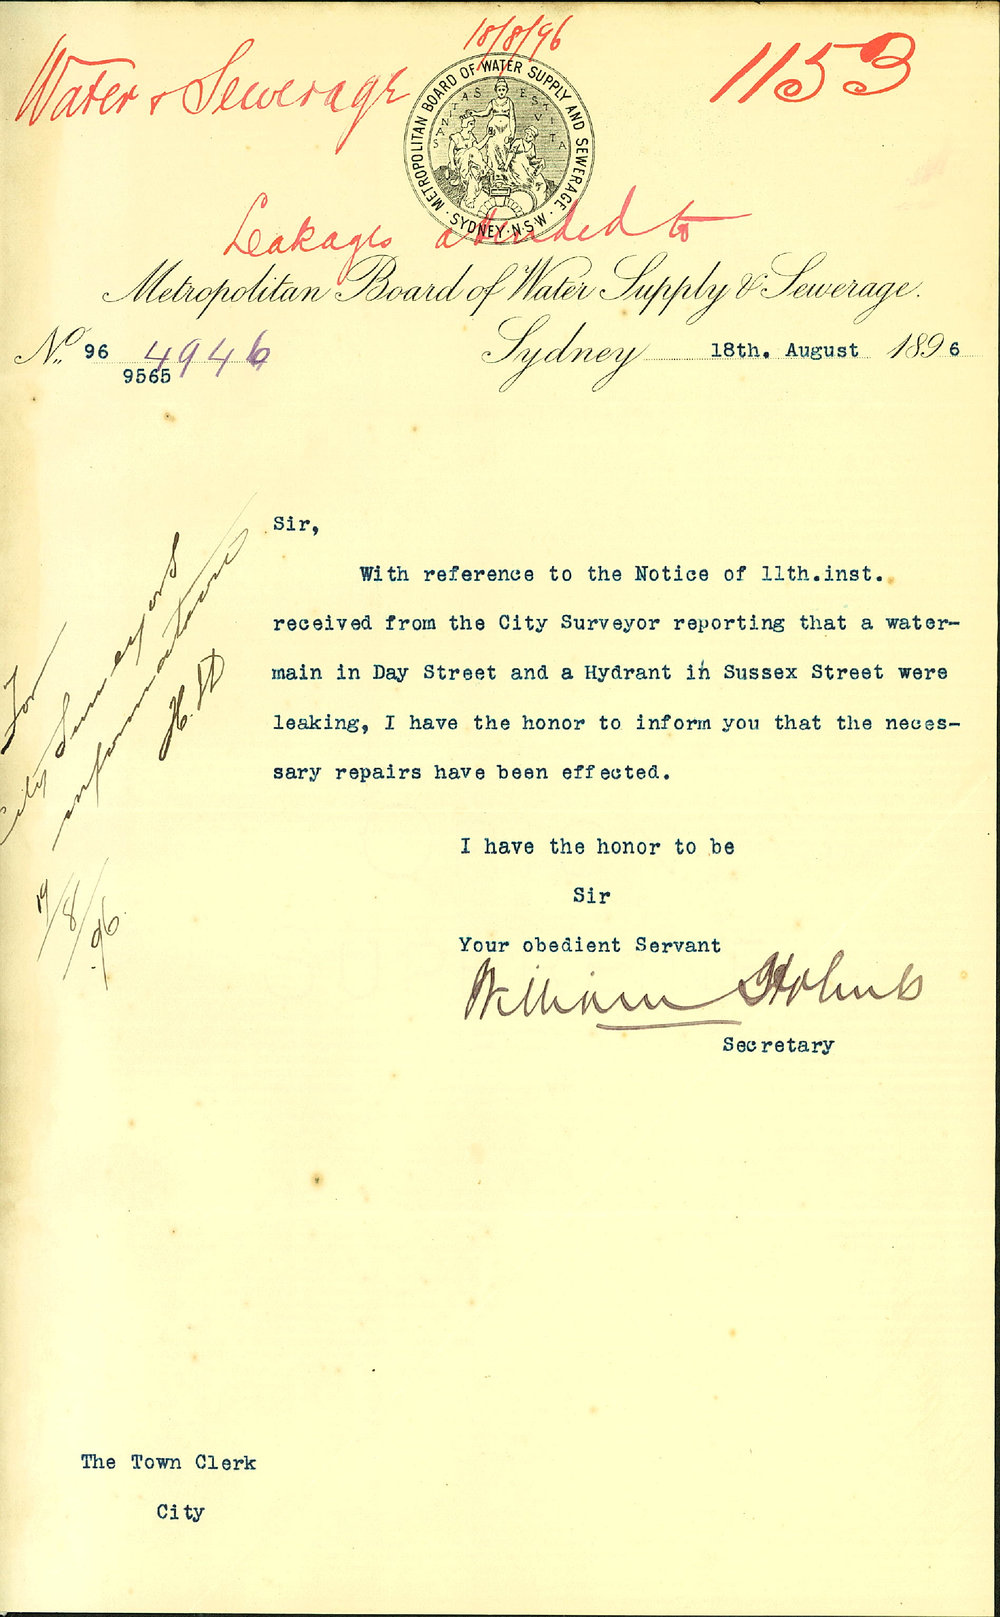 18/8/96
Water & Sewerage
1153
METROPOLITAN BOARD OF WATER SUPPLY AND SEWERAGE
SANITAS EST VITA
· SYDNEY · N·S·W ·
Leakages attended to
Metropolitan Board of Water Supply & Sewerage.
No. 96 4946
9565
Sydney 18th. August 1896
For
City Surveyors
information
H.
19/8/96
Sir,
With reference to the Notice of 11th.inst.
received from the City Surveyor reporting that a water-
main in Day Street and a Hydrant in Sussex Street were
leaking, I have the honor to inform you that the neces-
sary repairs have been effected.
I have the honor to be
Sir
Your obedient Servant
William Holmes
Secretary
The Town Clerk
City